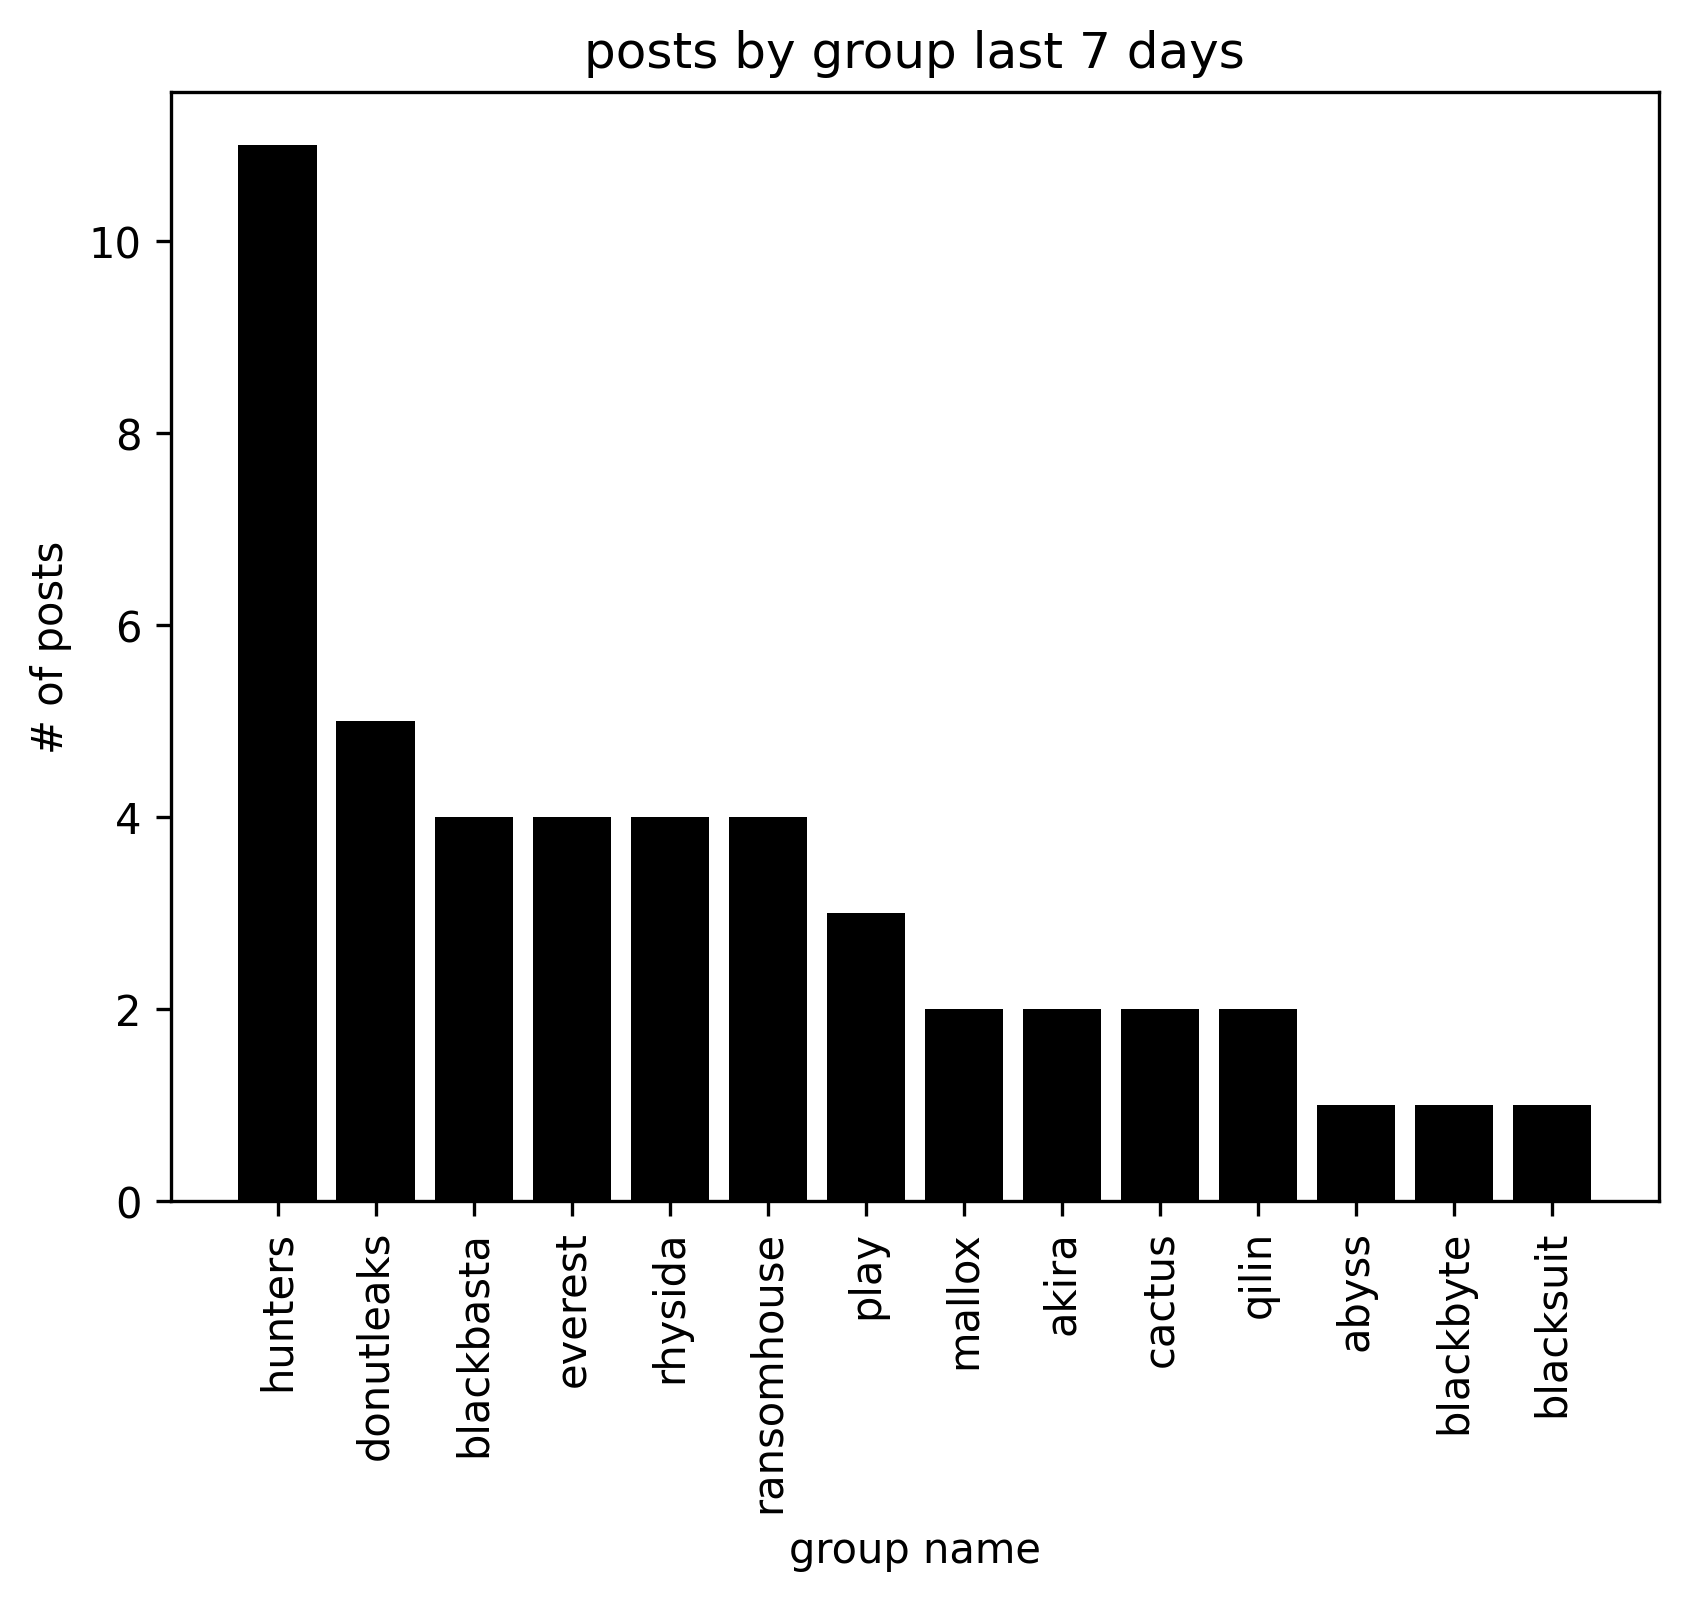 posts by group last 7 days
# of posts
10
8
6
4
2
0
hunters
donutleaks
blackbasta
everest
rhysida
ransomhouse
play
mallox
akira
cactus
qilin
abyss
blackbyte
blacksuit
group name